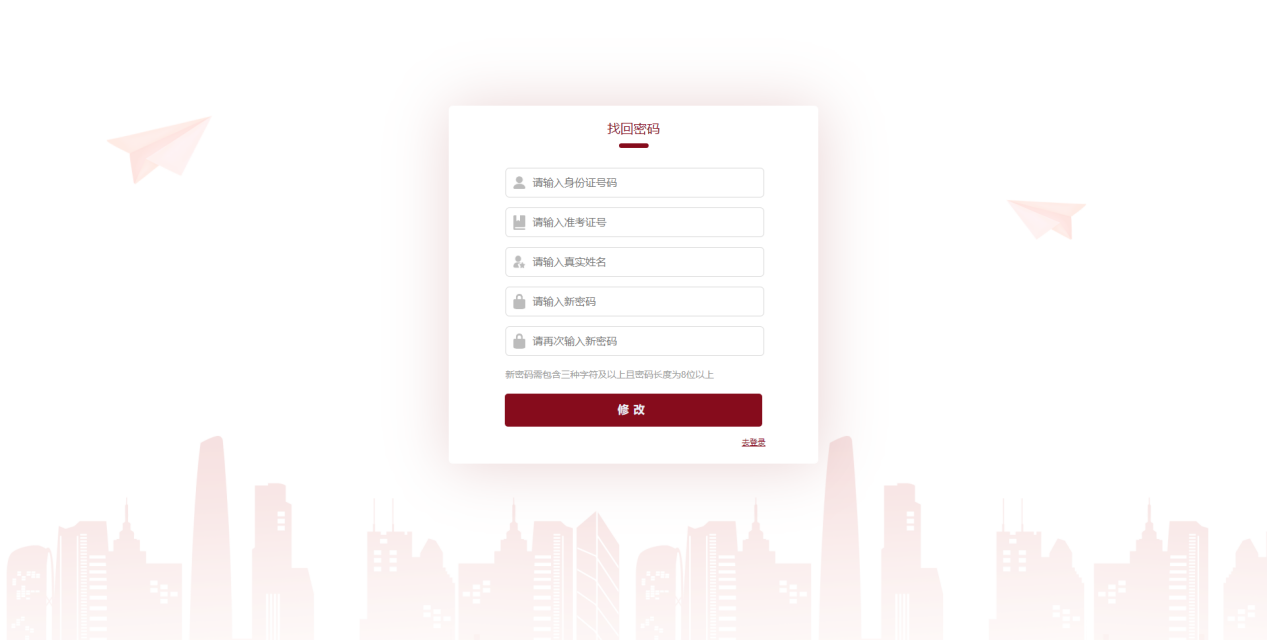 找回密码
请输入身份证号码
请输入准考证号
请输入真实姓名
请输入新密码
请再次输入新密码
新密码需包含三种字符及以上且密码长度为8位以上
修 改
去登录